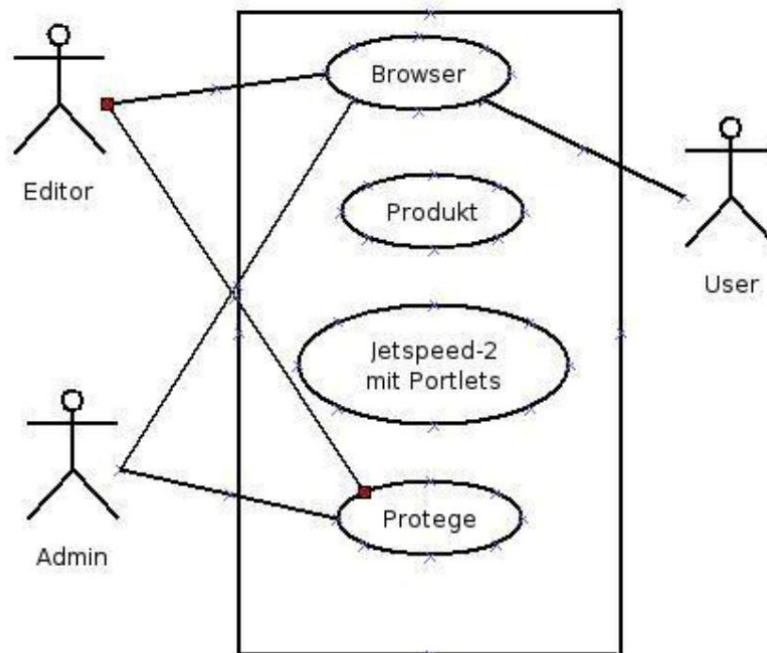 Browser
Editor
Produkt
User
Jetspeed-2
mit Portlets
Protege
Admin